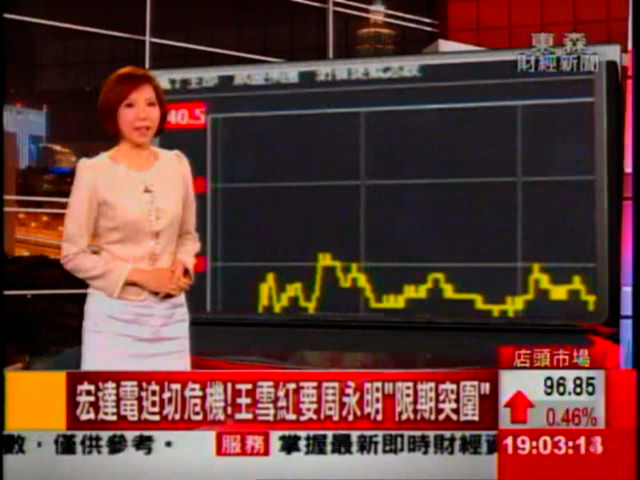 東森
財經新聞
40.5
店頭市場
宏達電迫切危機!王雪紅要周永明"限期突圍"
96.85
0.46%
數，僅供參考。 服務 掌握最新即時財經資
19:03:13